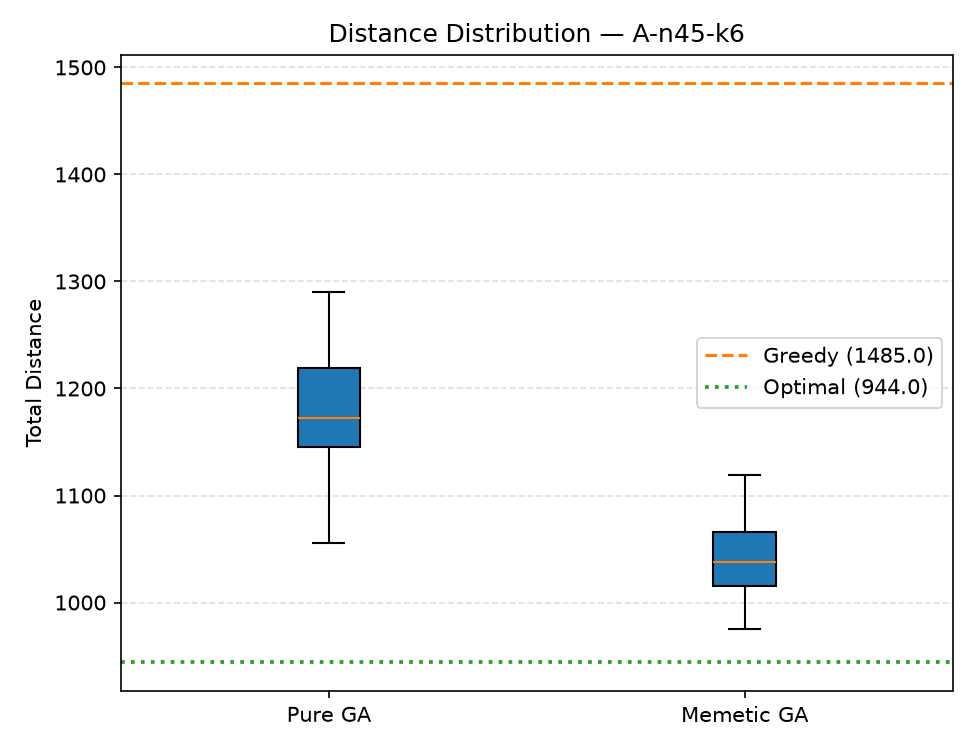 Distance Distribution — A-n45-k6
Total Distance
1500
1400
1300
1200
1100
1000
Greedy (1485.0)
Optimal (944.0)
Pure GA
Memetic GA